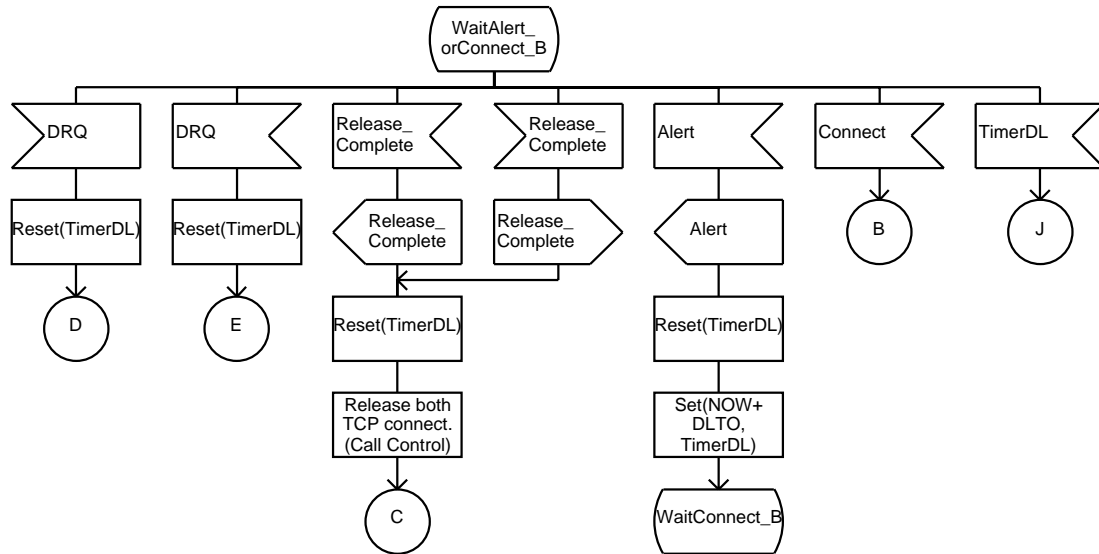 WaitAlert_
orConnect_B
DRQ
DRQ
Release_
Complete
Release_
Complete
Alert
Connect
TimerDL
Reset(TimerDL)
Reset(TimerDL)
Release_
Complete
Release_
Complete
Alert
B
J
D
E
Reset(TimerDL)
Reset(TimerDL)
Release both
TCP connect.
(Call Control)
Set(NOW+
DLTO,
TimerDL)
C
WaitConnect_B